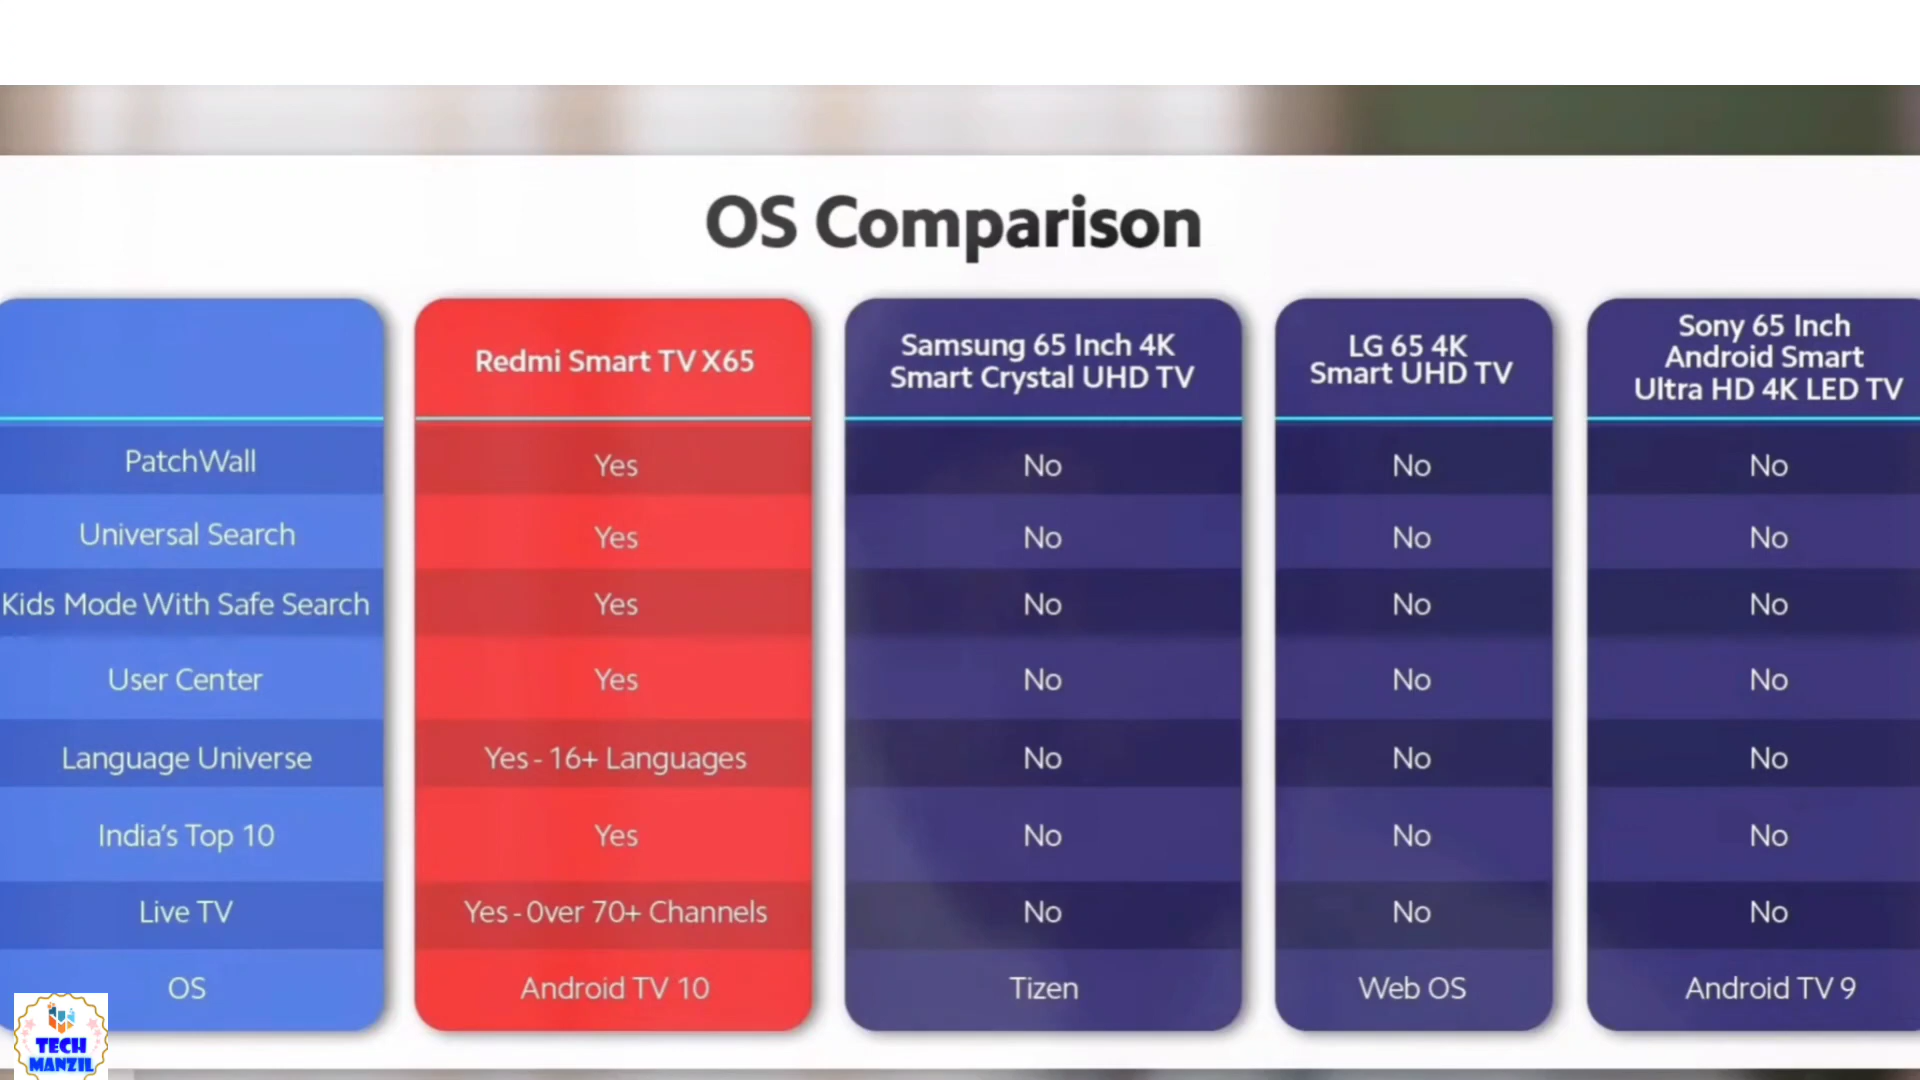 OS Comparison
Redmi Smart TV X65
Samsung 65 Inch 4K
Smart Crystal UHD TV
LG 65 4K
Smart UHD TV
Sony 65 Inch
Android Smart
Ultra HD 4K LED TV
PatchWall Yes No No No
Universal Search Yes No No No
Kids Mode With Safe Search Yes No No No
User Center Yes No No No
Language Universe Yes - 16+ Languages No No No
India's Top 10 Yes No No No
Live TV Yes - Over 70+ Channels No No No
OS Android TV 10 Tizen Web OS Android TV 9
TECH
MANZIL